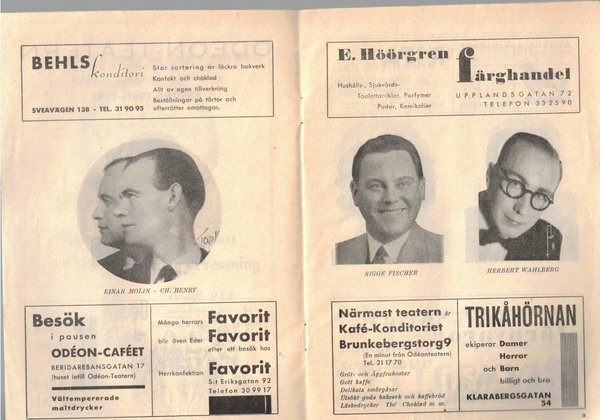 BEHLS Konditori
Stor sortering av läckra bakverk
Konfekt och choklad
Allt av egen tillverkning
Beställningar på tårtor och
efterrätter emottagas.
SVEAVÄGEN 138 - TEL. 31 90 95
EINAR MOLIN - CH. HENRY
Besök
i pausen
ODÉON-CAFÉET
BERIDAREBANSGATAN 17
(huset intill Odéon-Teatern)
Vältempererade
maltdrycker
Många herrars Favorit
blir även Eder Favorit
efter ett besök hos
Herrkonfektion Favorit
S:t Eriksgatan 92
Telefon 30 99 17
E. Höörgren
färghandel
Hushålls-, Sjukvårds-
Toalettartiklar, Parfymer
Puder, Kemikalier
UPPLANDSGATAN 72
TELEFON 332590
SIGGE FISCHER
HERBERT WAHLBERG
Närmast teatern är
Kafé-Konditoriet
Brunkebergstorg 9
(En minut från Odéonteatern)
Tel. 21 17 70
Gröt- och Äggfrukostar
Gott kaffe
Delikata smörgåsar
Utsökt goda bakverk och kaffebröd
Läskedrycker Thé Choklad m. m.
TRIKÅHÖRNAN
ekiperar Damer
Herrar
och Barn
billigt och bra
KLARABERGSGATAN
54